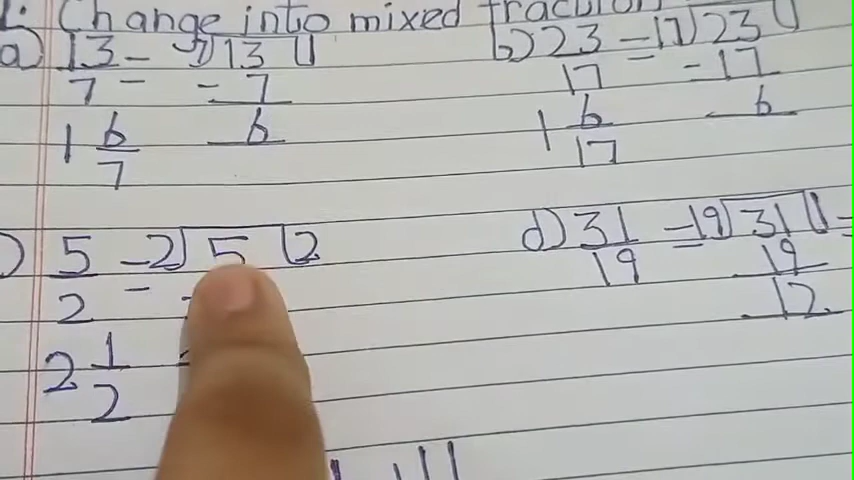 1. Change into mixed
a) 13/7 = 7)13(1
- 7
6
1 6/7
b) 23/17 = 17)23(
- 17
6
1 6/17
) 5/2 = 2)5(2
2 1/2
d) 31/19 = 19)31(1 =
19
12